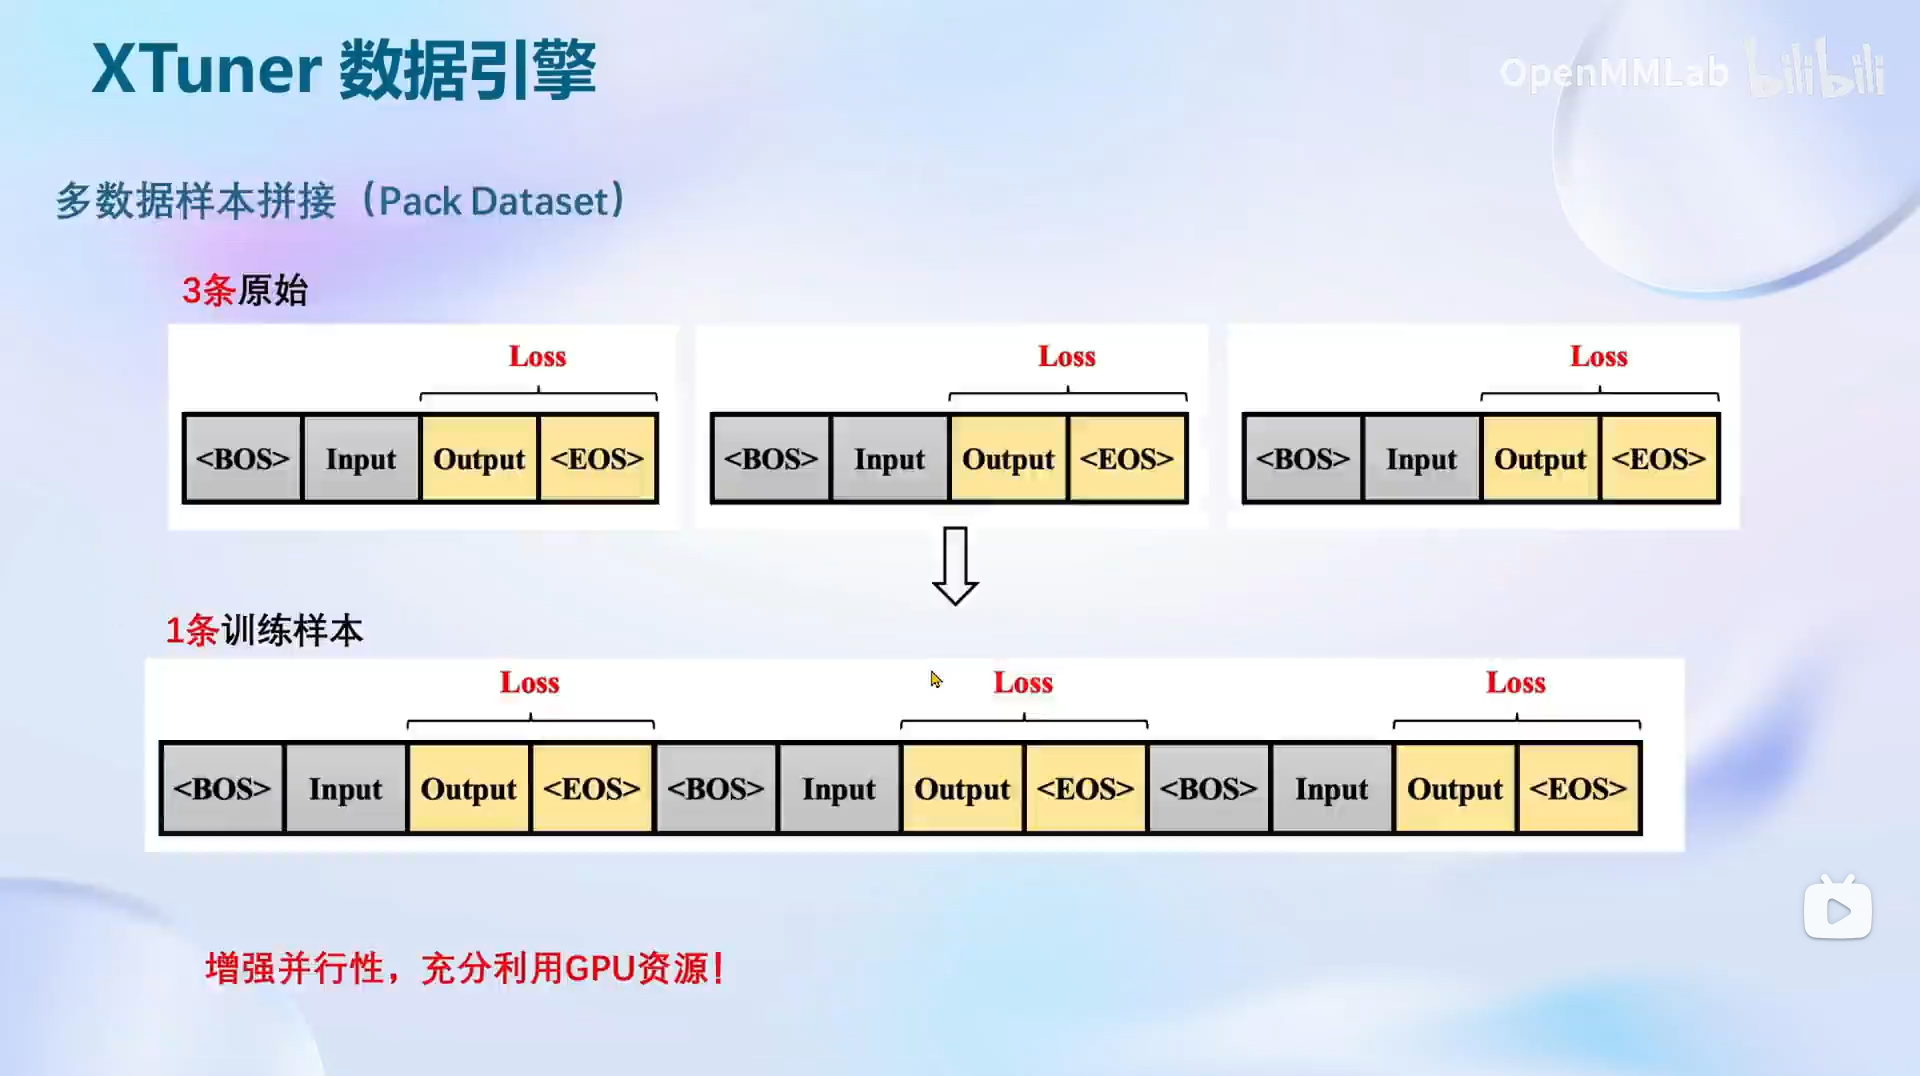 XTuner 数据引擎
OpenMMLab bilibili
多数据样本拼接（Pack Dataset）
3条原始
Loss Loss Loss
<BOS> Input Output <EOS> <BOS> Input Output <EOS> <BOS> Input Output <EOS>
1条训练样本
Loss Loss Loss
<BOS> Input Output <EOS> <BOS> Input Output <EOS> <BOS> Input Output <EOS>
增强并行性，充分利用GPU资源！